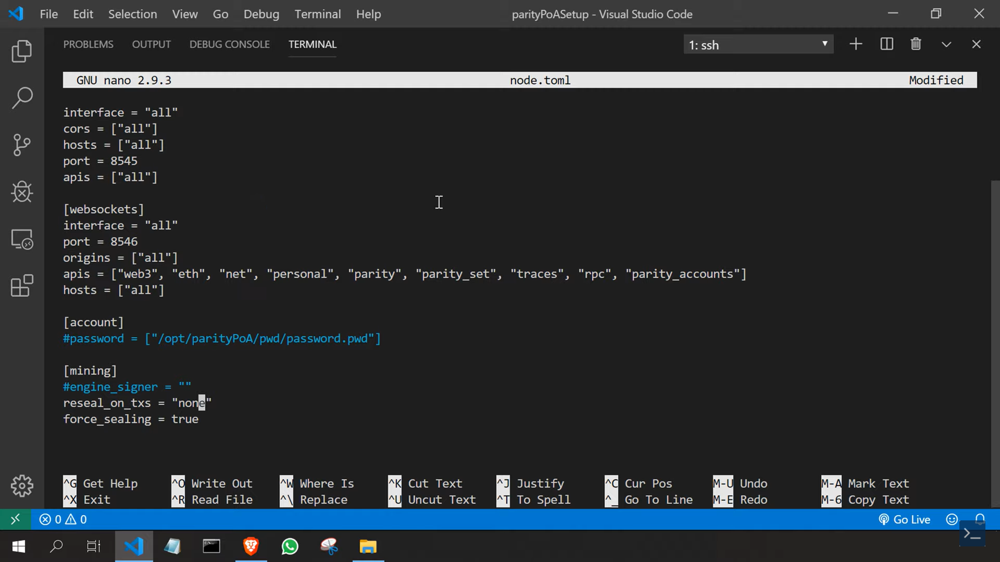 File Edit Selection View Go Debug Terminal Help
parityPoASetup - Visual Studio Code
PROBLEMS OUTPUT DEBUG CONSOLE TERMINAL
1: ssh
GNU nano 2.9.3 node.toml Modified
interface = "all"
cors = ["all"]
hosts = ["all"]
port = 8545
apis = ["all"]
[websockets]
interface = "all"
port = 8546
origins = ["all"]
apis = ["web3", "eth", "net", "personal", "parity", "parity_set", "traces", "rpc", "parity_accounts"]
hosts = ["all"]
[account]
#password = ["/opt/parityPoA/pwd/password.pwd"]
[mining]
#engine_signer = ""
reseal_on_txs = "none"
force_sealing = true
^G Get Help ^O Write Out ^W Where Is ^K Cut Text ^J Justify ^C Cur Pos M-U Undo M-A Mark Text
^X Exit ^R Read File ^\ Replace ^U Uncut Text ^T To Spell ^_ Go To Line M-E Redo M-6 Copy Text
0 0 Go Live